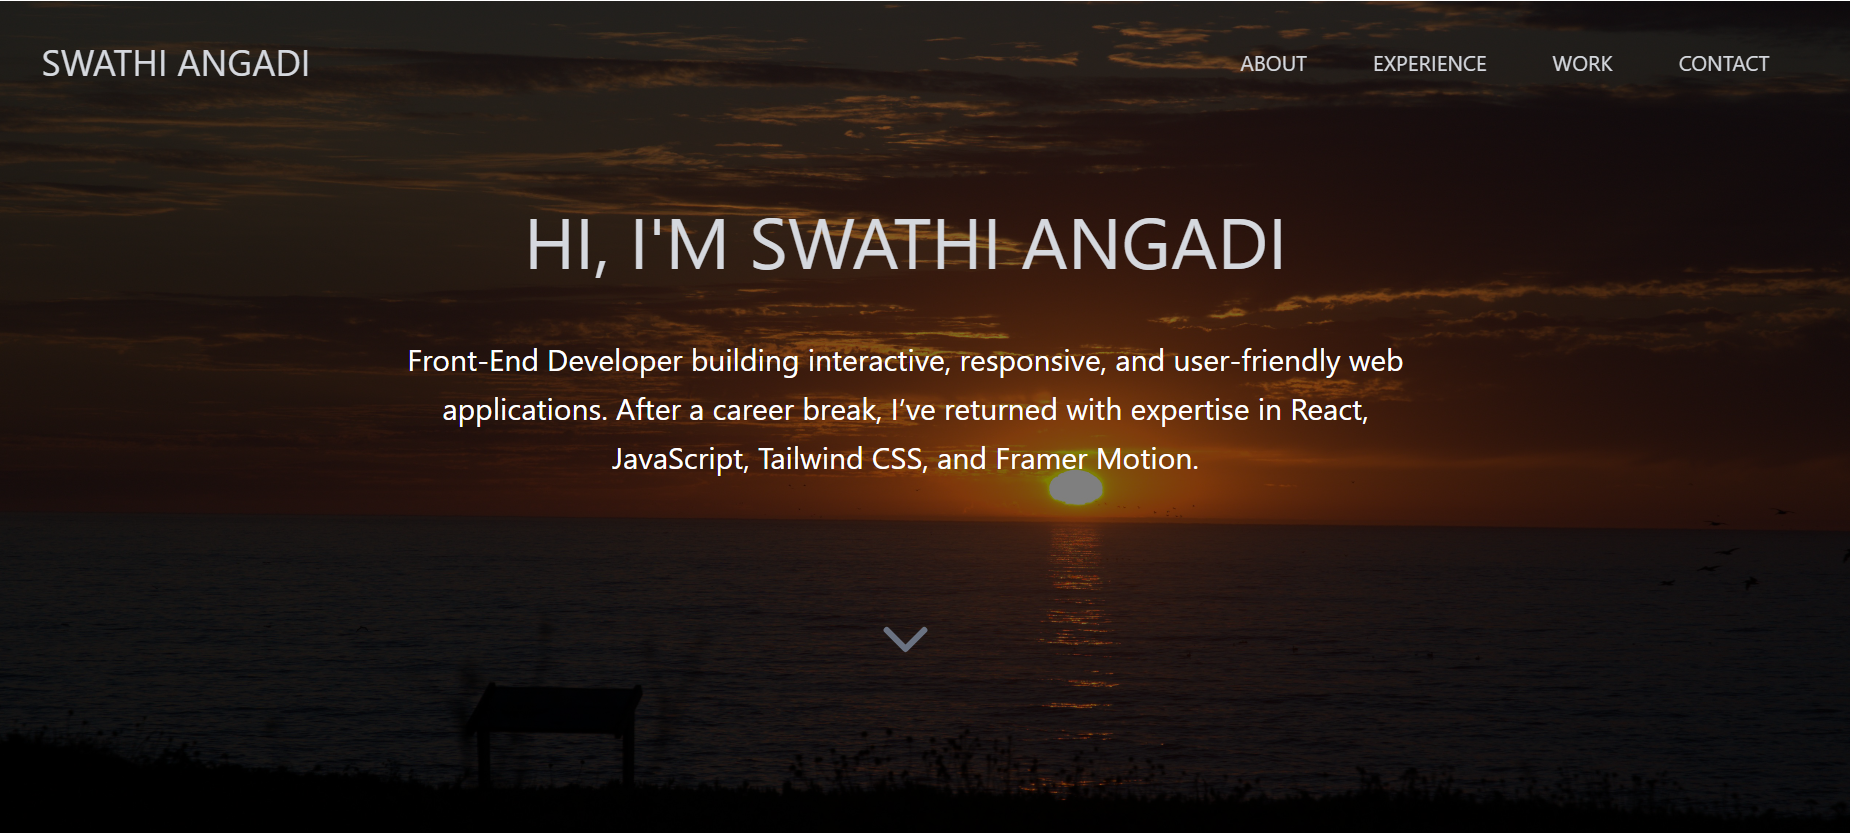 SWATHI ANGADI
ABOUT EXPERIENCE WORK CONTACT
HI, I'M SWATHI ANGADI
Front-End Developer building interactive, responsive, and user-friendly web
applications. After a career break, I’ve returned with expertise in React,
JavaScript, Tailwind CSS, and Framer Motion.